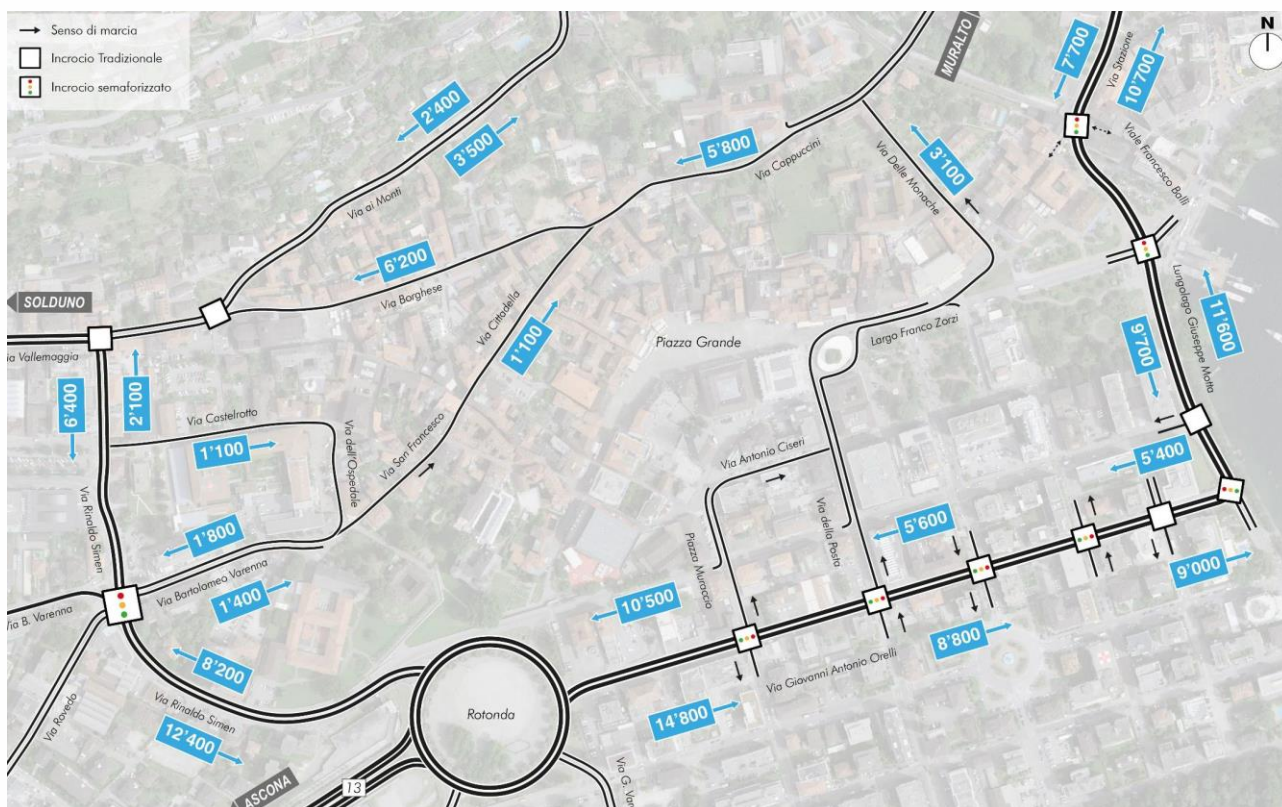 Senso di marcia
Incrocio Tradizionale
Incrocio semaforizzato
N
MURALTO
7'700
Via Stazione
10'700
Viale Francesco Balli
2'400
3'500
Via ai Monti
5'800
Via Cappuccini
3'100
Via Delle Monache
6'200
Via Borghese
SOLDUNO
Via Cittadella
1'100
Piazza Grande
Largo Franco Zorzi
Lungolago Giuseppe Motta
11'600
9'700
ia Vallemaggia
6'400
2'100
Via Castelrotto
1'100
Via dell'Ospedale
Via San Francesco
Via Antonio Ciseri
5'400
Via Rinaldo Simen
1'800
Via Bartolomeo Varenna
1'400
Piazza Muraccio
Via della Posta
5'600
9'000
Via B. Varenna
10'500
8'800
Via Giovanni Antonio Orelli
8'200
Via Rinaldo Simen
12'400
Via Rovedo
Rotonda
14'800
13
ASCONA
Via G. Var